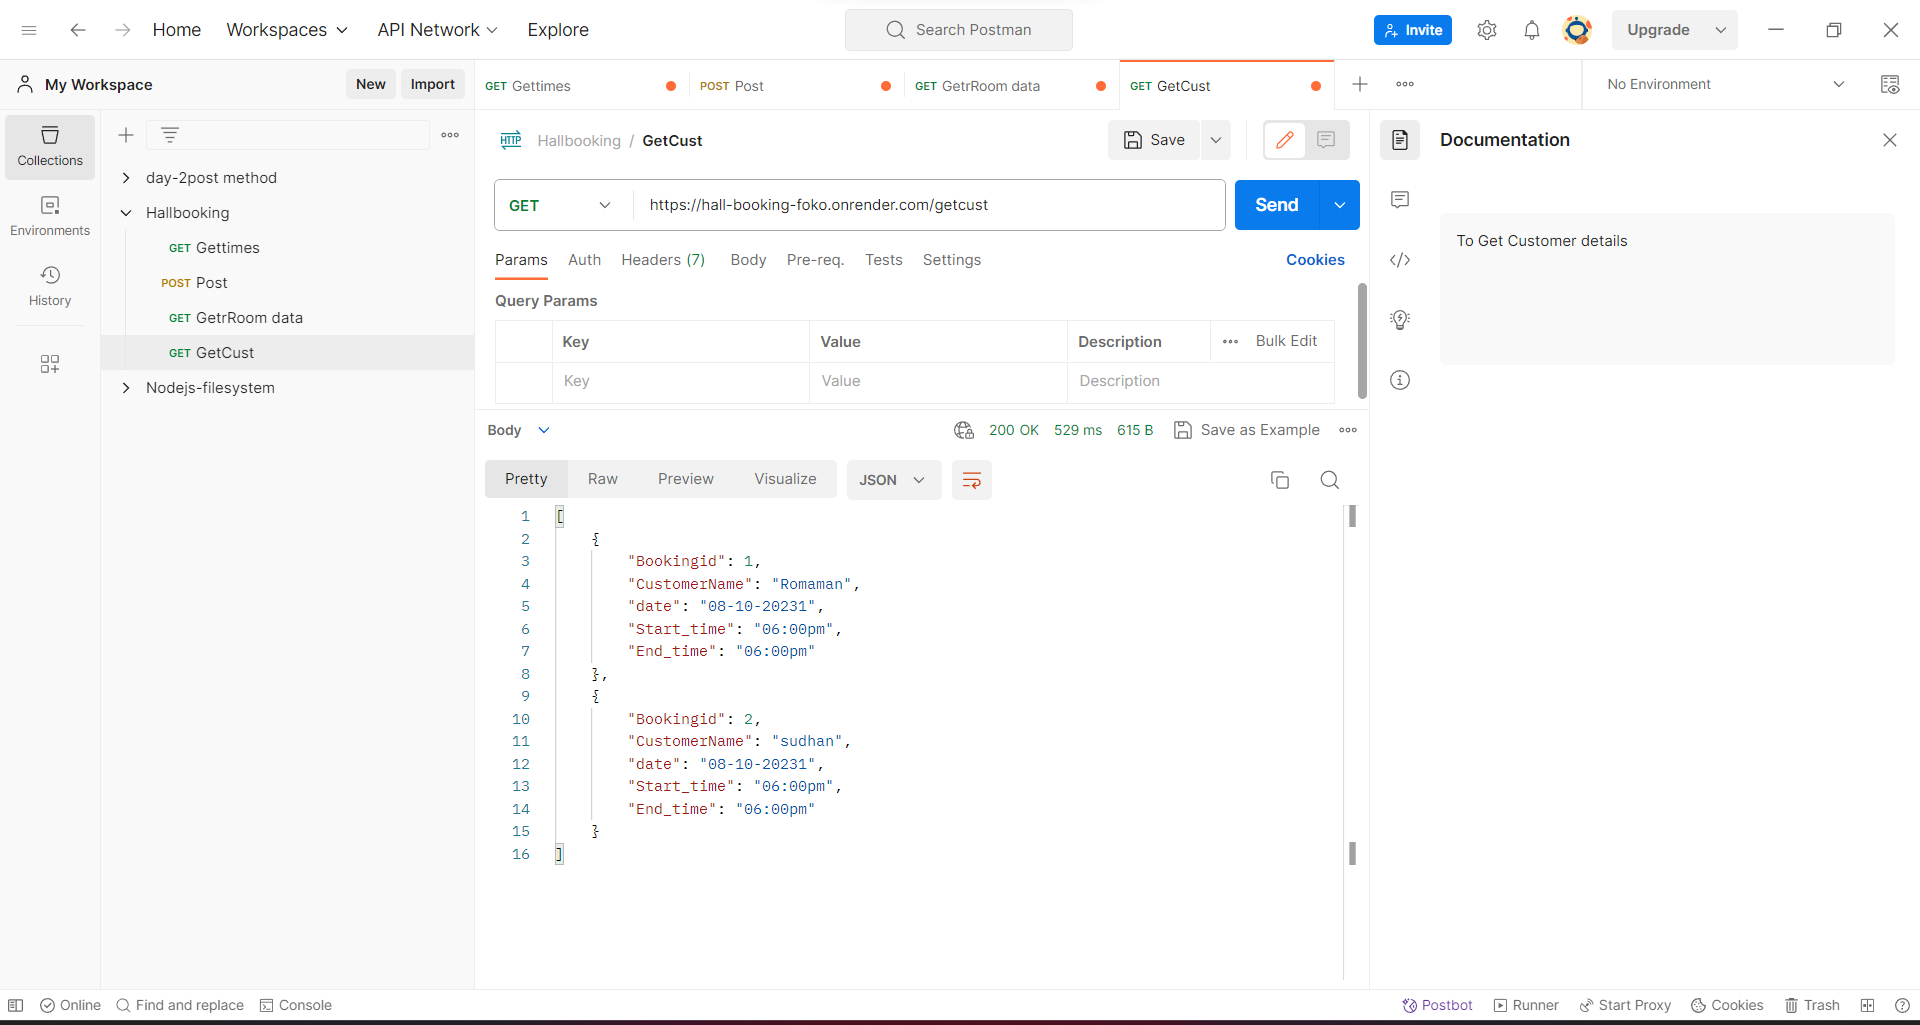 Home Workspaces API Network Explore Search Postman Invite Upgrade
My Workspace New Import GET Gettimes POST Post GET GetrRoom data GET GetCust No Environment
Collections
Environments
History
day-2post method
Hallbooking
GET Gettimes
POST Post
GET GetrRoom data
GET GetCust
Nodejs-filesystem
HTTP Hallbooking / GetCust Save
GET https://hall-booking-foko.onrender.com/getcust Send
Params Auth Headers (7) Body Pre-req. Tests Settings Cookies
Query Params
Key Value Description Bulk Edit
Key Value Description
Body 200 OK 529 ms 615 B Save as Example
Pretty Raw Preview Visualize JSON
1 [
2 {
3 "Bookingid": 1,
4 "CustomerName": "Romaman",
5 "date": "08-10-20231",
6 "Start_time": "06:00pm",
7 "End_time": "06:00pm"
8 },
9 {
10 "Bookingid": 2,
11 "CustomerName": "sudhan",
12 "date": "08-10-20231",
13 "Start_time": "06:00pm",
14 "End_time": "06:00pm"
15 }
16 ]
Documentation
To Get Customer details
Online Find and replace Console Postbot Runner Start Proxy Cookies Trash